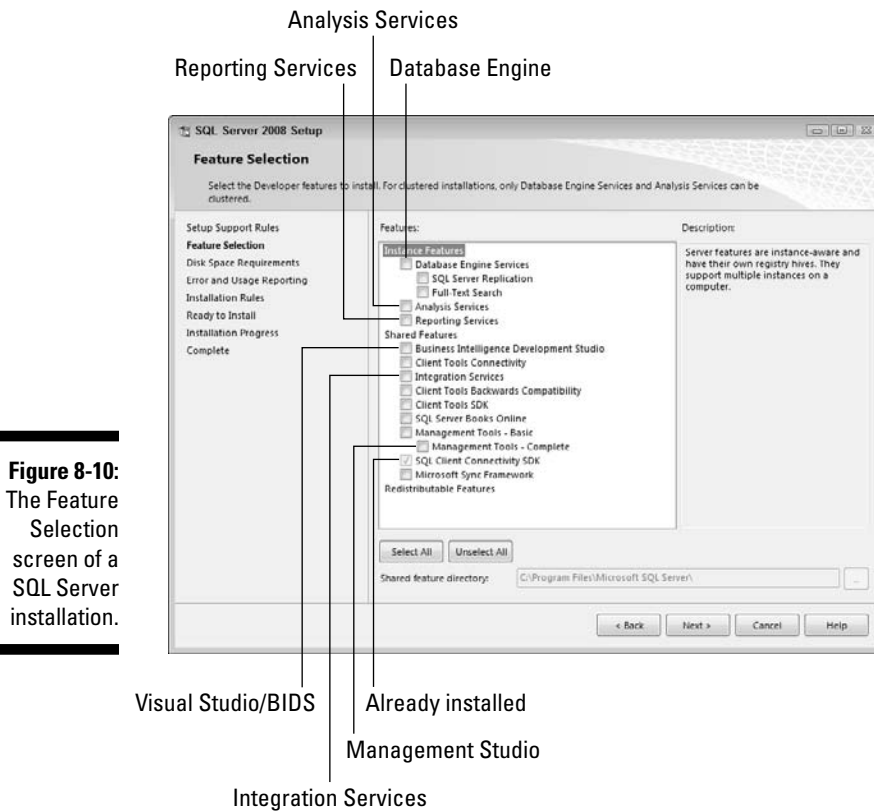 Analysis Services
Reporting Services
Database Engine
SQL Server 2008 Setup
Feature Selection
Select the Developer features to install. For clustered installations, only Database Engine Services and Analysis Services can be
clustered.
Setup Support Rules
Feature Selection
Disk Space Requirements
Error and Usage Reporting
Installation Rules
Ready to Install
Installation Progress
Complete
Features:
Instance Features
Database Engine Services
SQL Server Replication
Full-Text Search
Analysis Services
Reporting Services
Shared Features
Business Intelligence Development Studio
Client Tools Connectivity
Integration Services
Client Tools Backwards Compatibility
Client Tools SDK
SQL Server Books Online
Management Tools - Basic
Management Tools - Complete
SQL Client Connectivity SDK
Microsoft Sync Framework
Redistributable Features
Description:
Server features are instance-aware and
have their own registry hives. They
support multiple instances on a
computer.
Select All
Unselect All
Shared feature directory:
C:\Program Files\Microsoft SQL Server\
...
< Back
Next >
Cancel
Help
Figure 8-10:
The Feature
Selection
screen of a
SQL Server
installation.
Visual Studio/BIDS
Already installed
Management Studio
Integration Services